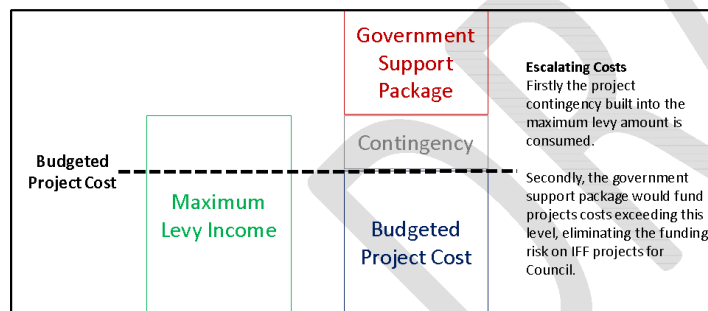 Government
Support
Package
Escalating Costs
Firstly the project
contingency built into the
maximum levy amount is
consumed.
Contingency
Budgeted
Project Cost
Secondly, the government
support package would fund
projects costs exceeding this
level, eliminating the funding
risk on IFF projects for
Council.
Maximum
Levy Income
Budgeted
Project Cost